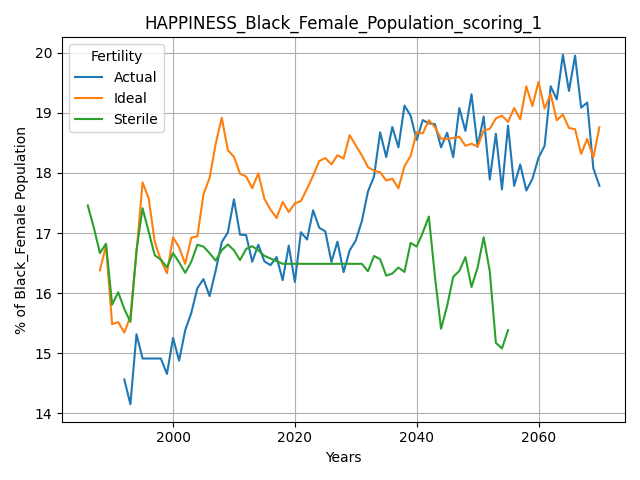 HAPPINESS_Black_Female_Population_scoring_1
Fertility
Actual
Ideal
Sterile
% of Black_Female Population
20
19
18
17
16
15
14
2000
2020
2040
2060
Years